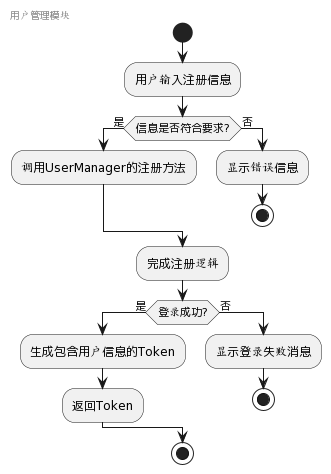 用户管理模块
用户输入注册信息
信息是否符合要求?
是
否
调用UserManager的注册方法
显示错误信息
完成注册逻辑
登录成功?
是
否
生成包含用户信息的Token
显示登录失败消息
返回Token